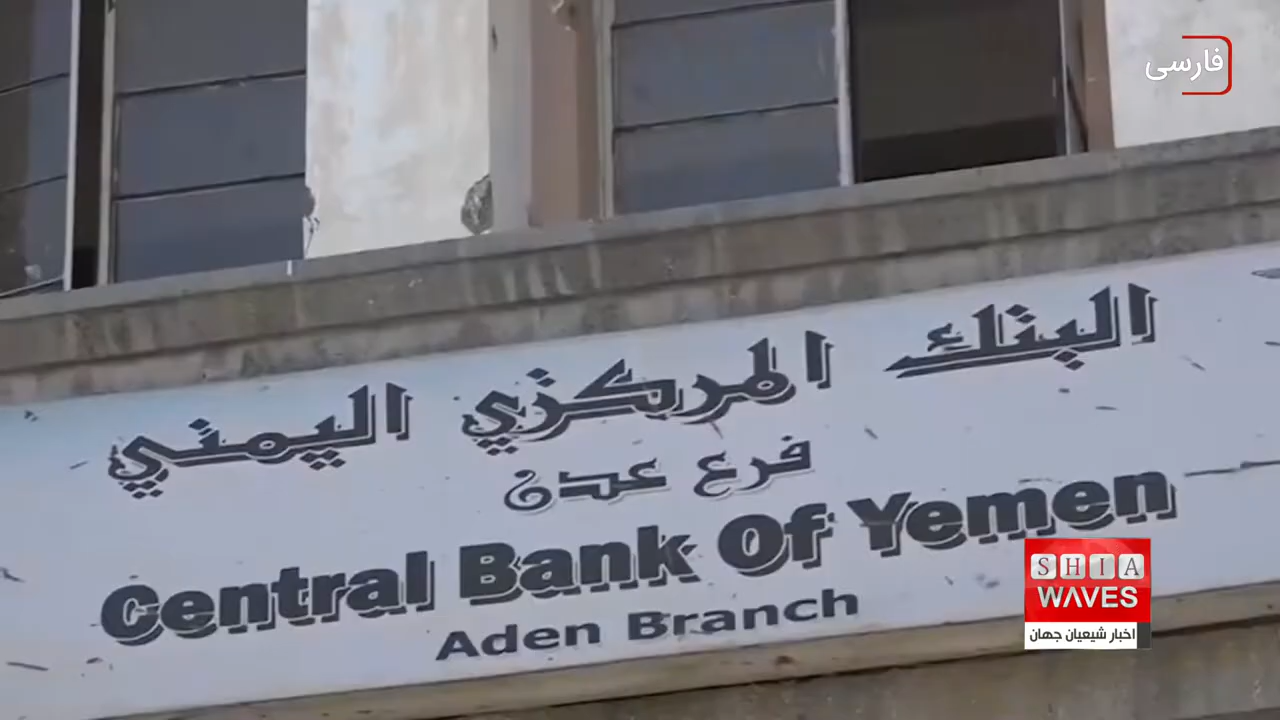 فارسی
البنك المركزي اليمني
فرع عدن
Central Bank Of Yemen
Aden Branch
SHIA
WAVES
اخبار شیعیان جهان